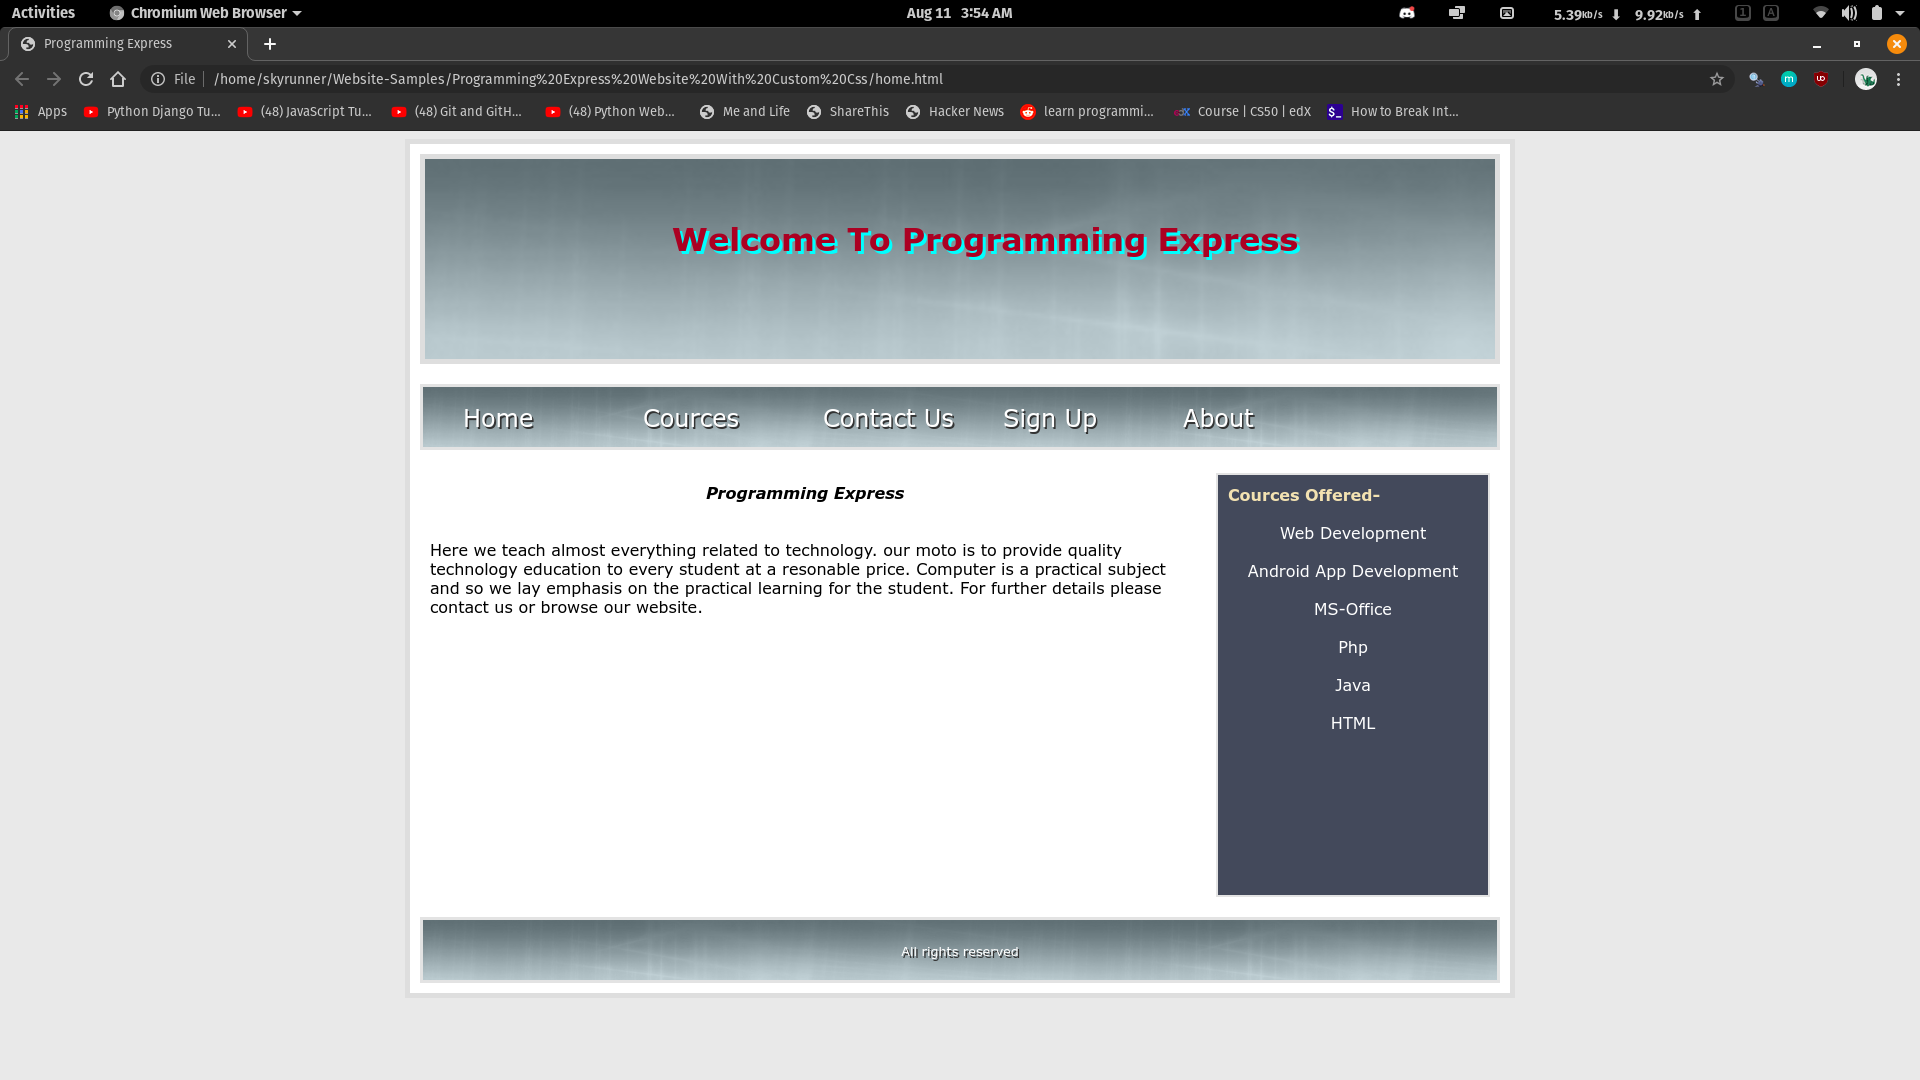 Activities Chromium Web Browser Aug 11 3:54 AM 5.39kb/s 9.92kb/s 1 A
Programming Express
File /home/skyrunner/Website-Samples/Programming%20Express%20Website%20With%20Custom%20Css/home.html
Apps Python Django Tu... (48) JavaScript Tu... (48) Git and GitH... (48) Python Web... Me and Life ShareThis Hacker News learn programmi... Course | CS50 | edX How to Break Int...
Welcome To Programming Express
Home Cources Contact Us Sign Up About
Programming Express
Here we teach almost everything related to technology. our moto is to provide quality
technology education to every student at a resonable price. Computer is a practical subject
and so we lay emphasis on the practical learning for the student. For further details please
contact us or browse our website.
Cources Offered-
Web Development
Android App Development
MS-Office
Php
Java
HTML
All rights reserved